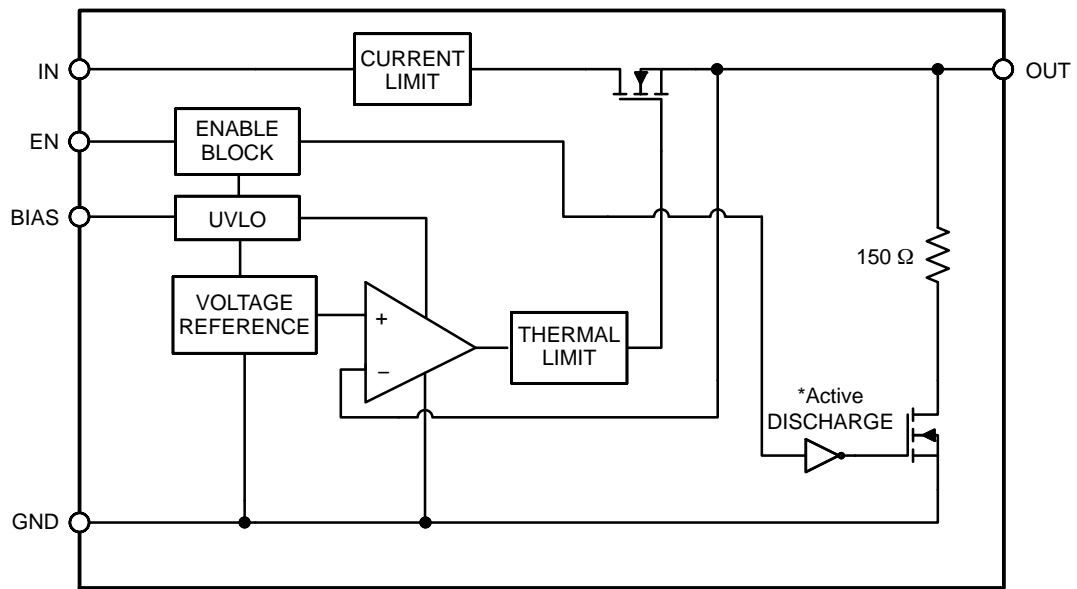 CURRENT
LIMIT
IN
OUT
EN
ENABLE
BLOCK
BIAS
UVLO
150 Ω
VOLTAGE
REFERENCE
+
−
THERMAL
LIMIT
*Active
DISCHARGE
GND